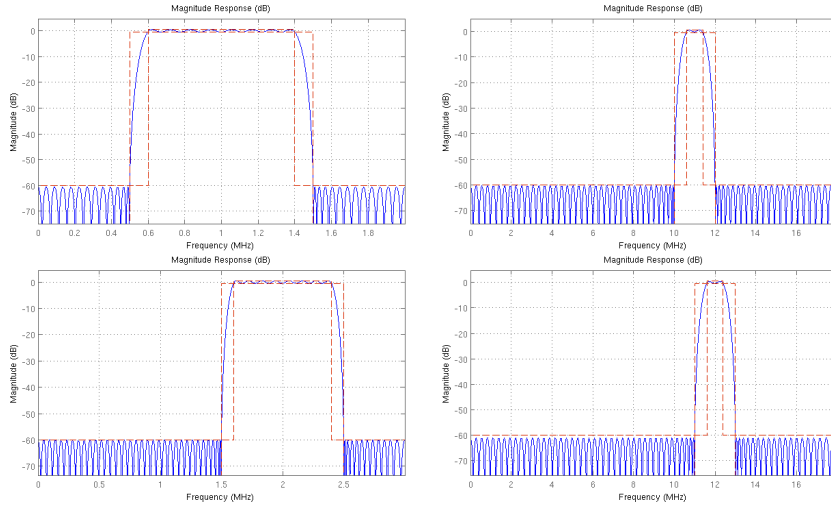 Magnitude Response (dB)
0
-10
-20
-30
-40
-50
-60
-70
Magnitude (dB)
0 0.2 0.4 0.6 0.8 1 1.2 1.4 1.6 1.8
Frequency (MHz)
Magnitude Response (dB)
0
-10
-20
-30
-40
-50
-60
-70
Magnitude (dB)
0 2 4 6 8 10 12 14 16
Frequency (MHz)
Magnitude Response (dB)
0
-10
-20
-30
-40
-50
-60
-70
Magnitude (dB)
0 0.5 1 1.5 2 2.5
Frequency (MHz)
Magnitude Response (dB)
0
-10
-20
-30
-40
-50
-60
-70
Magnitude (dB)
0 2 4 6 8 10 12 14 16
Frequency (MHz)